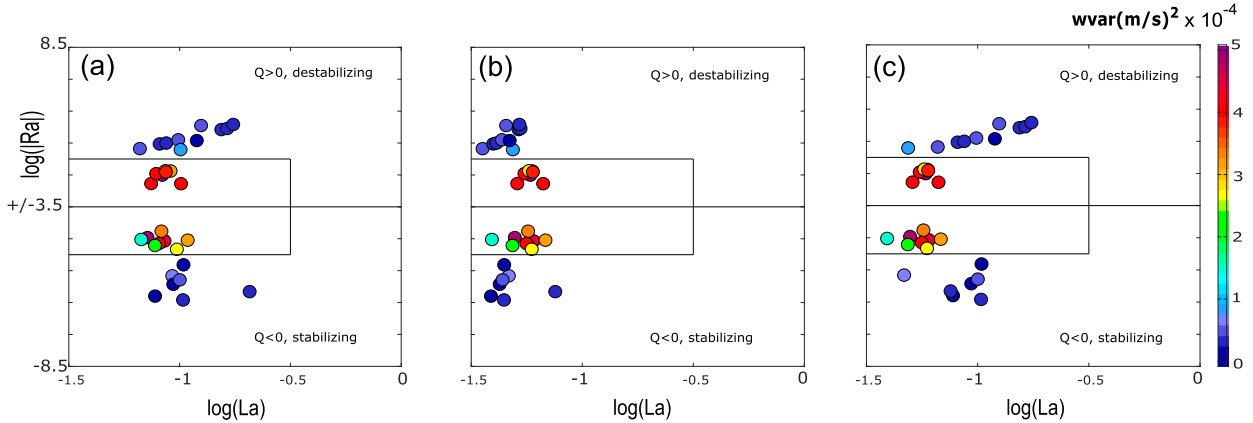 wvar(m/s)² x 10⁻⁴
8.5
(a)
Q>0, destabilizing
log(|Ra|)
+/-3.5
Q<0, stabilizing
-8.5
-1.5
-1
-0.5
0
log(La)
(b)
Q>0, destabilizing
Q<0, stabilizing
-1.5
-1
-0.5
0
log(La)
(c)
Q>0, destabilizing
Q<0, stabilizing
-1.5
-1
-0.5
0
log(La)
5
4
3
2
1
0